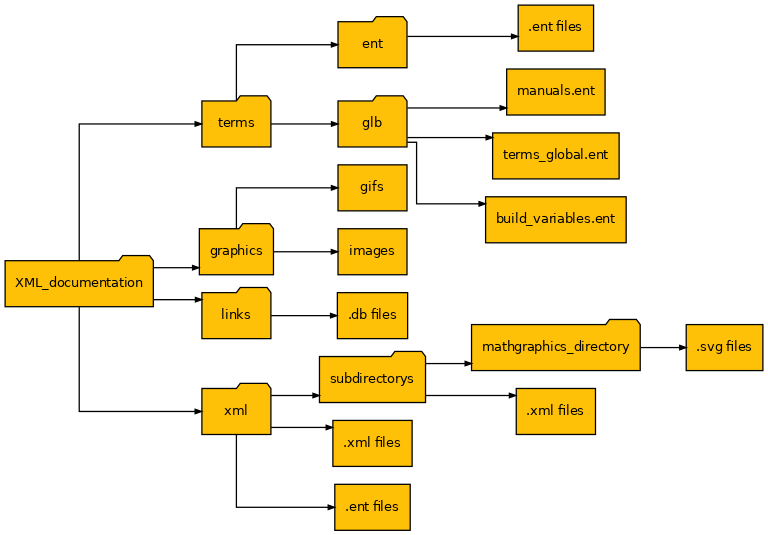 XML_documentation
terms
ent
.ent files
glb
manuals.ent
terms_global.ent
build_variables.ent
graphics
gifs
images
links
.db files
xml
subdirectorys
mathgraphics_directory
.svg files
.xml files
.xml files
.ent files